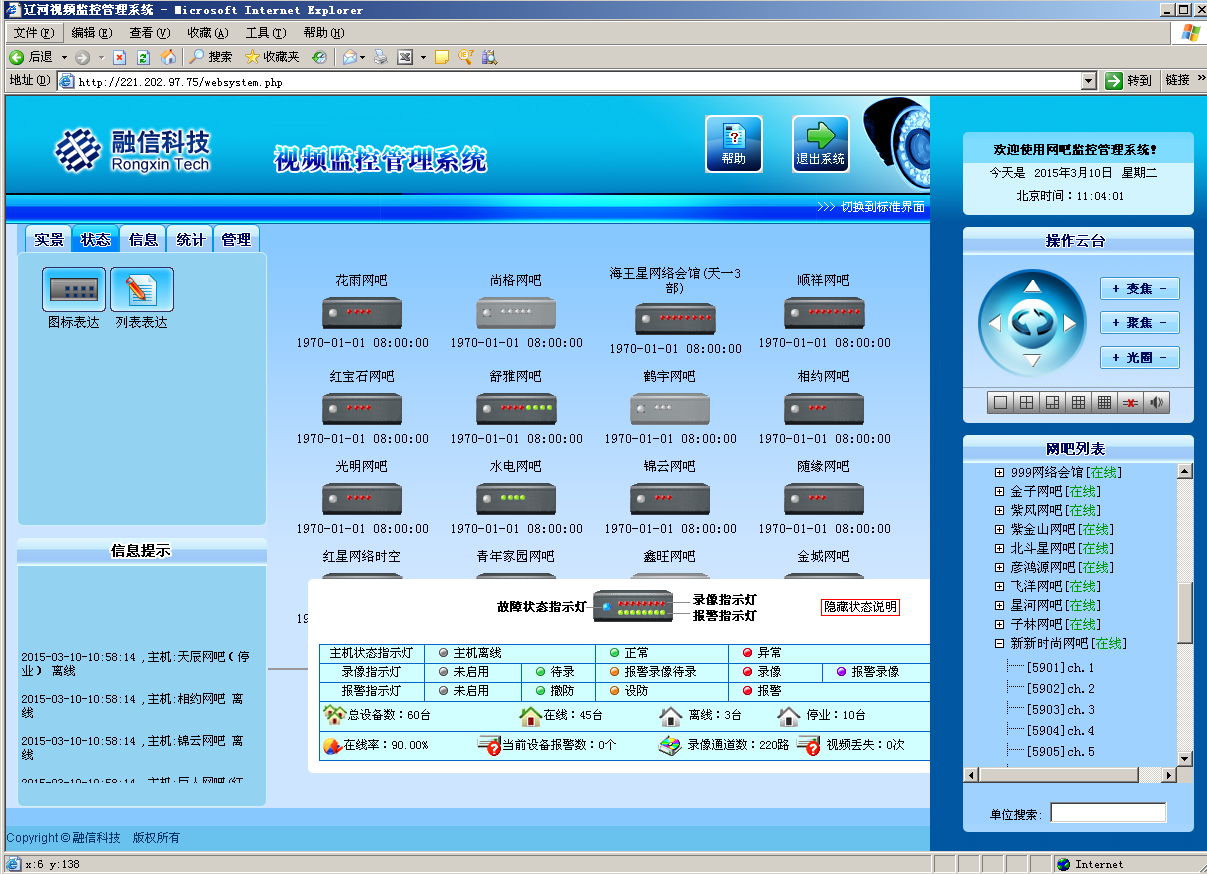 辽河视频监控管理系统 - Microsoft Internet Explorer
文件(F) 编辑(E) 查看(V) 收藏(A) 工具(T) 帮助(H)
后退 搜索 收藏夹
地址(D) http://221.202.97.75/websystem.php 转到 链接 »
融信科技
Rongxin Tech
视频监控管理系统
帮助
退出系统
>>> 切换到标准界面
实景 状态 信息 统计 管理
图标表达 列表表达
花雨网吧 尚格网吧 海王星网络会馆(天一3部) 顺祥网吧
1970-01-01 08:00:00 1970-01-01 08:00:00 1970-01-01 08:00:00 1970-01-01 08:00:00
红宝石网吧 舒雅网吧 鹤宇网吧 相约网吧
1970-01-01 08:00:00 1970-01-01 08:00:00 1970-01-01 08:00:00 1970-01-01 08:00:00
光明网吧 水电网吧 锦云网吧 随缘网吧
1970-01-01 08:00:00 1970-01-01 08:00:00 1970-01-01 08:00:00 1970-01-01 08:00:00
红星网络时空 青年家园网吧 鑫旺网吧 金城网吧
信息提示
2015-03-10-10:58:14 ,主机:天辰网吧(停
业) 离线
2015-03-10-10:58:14 ,主机:相约网吧 离
线
2015-03-10-10:58:14 ,主机:锦云网吧 离
线
2015-03-10-10:58:14 ,主机:巨人网吧(红
故障状态指示灯
录像指示灯
报警指示灯
隐藏状态说明
主机状态指示灯 主机离线 正常 异常
录像指示灯 未启用 待录 报警录像待录 录像 报警录像
报警指示灯 未启用 撤防 设防 报警
总设备数：60台 在线：45台 离线：3台 停业：10台
在线率：90.00% 当前设备报警数：0个 录像通道数：220路 视频丢失：0次
欢迎使用网吧监控管理系统!
今天是 2015年3月10日 星期二
北京时间：11:04:01
操作云台
+ 变焦 -
+ 聚焦 -
+ 光圈 -
网吧列表
999网络会馆[在线]
金子网吧[在线]
紫风网吧[在线]
紫金山网吧[在线]
北斗星网吧[在线]
彦鸿源网吧[在线]
飞洋网吧[在线]
星河网吧[在线]
子林网吧[在线]
新新时尚网吧[在线]
[5901]ch.1
[5902]ch.2
[5903]ch.3
[5904]ch.4
[5905]ch.5
单位搜索:
Copyright © 融信科技 版权所有
x:6 y:138 Internet